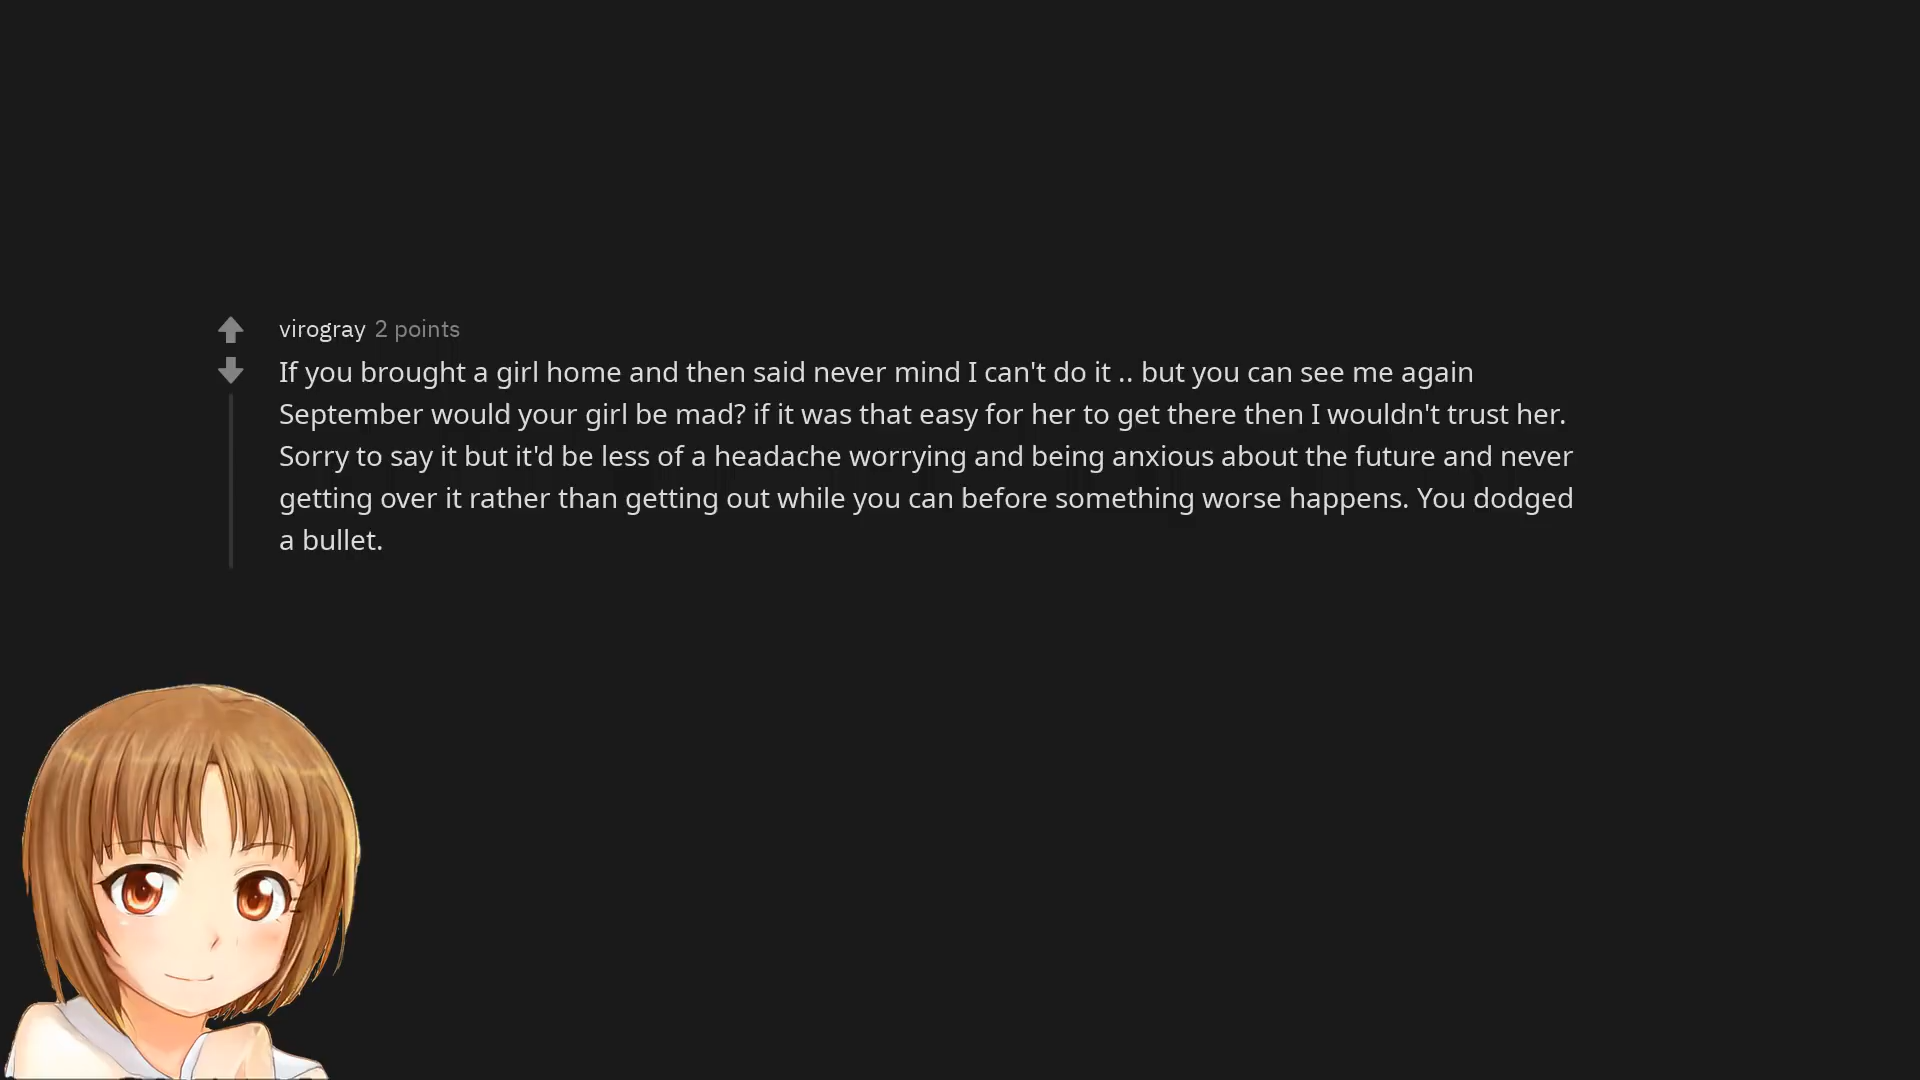 virogray 2 points
If you brought a girl home and then said never mind I can't do it .. but you can see me again
September would your girl be mad? if it was that easy for her to get there then I wouldn't trust her.
Sorry to say it but it'd be less of a headache worrying and being anxious about the future and never
getting over it rather than getting out while you can before something worse happens. You dodged
a bullet.